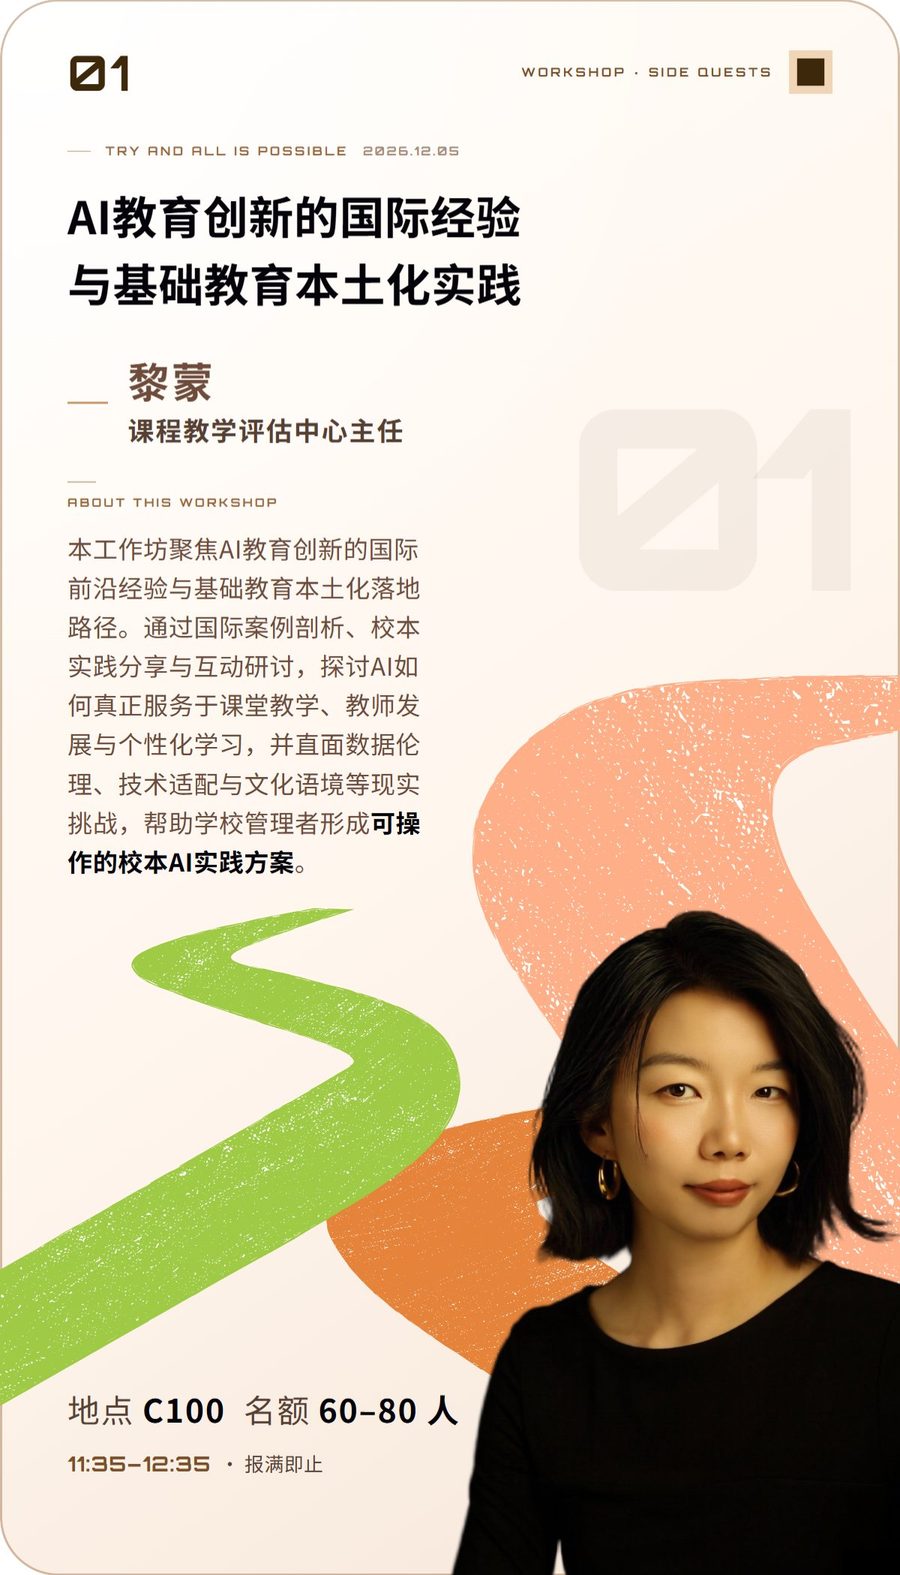 01
WORKSHOP · SIDE QUESTS
TRY AND ALL IS POSSIBLE 2026.12.05
AI教育创新的国际经验
与基础教育本土化实践
黎蒙
课程教学评估中心主任
01
ABOUT THIS WORKSHOP
本工作坊聚焦AI教育创新的国际
前沿经验与基础教育本土化落地
路径。通过国际案例剖析、校本
实践分享与互动研讨，探讨AI如
何真正服务于课堂教学、教师发
展与个性化学习，并直面数据伦
理、技术适配与文化语境等现实
挑战，帮助学校管理者形成可操
作的校本AI实践方案。
地点 C100 名额 60–80 人
11:35–12:35 · 报满即止